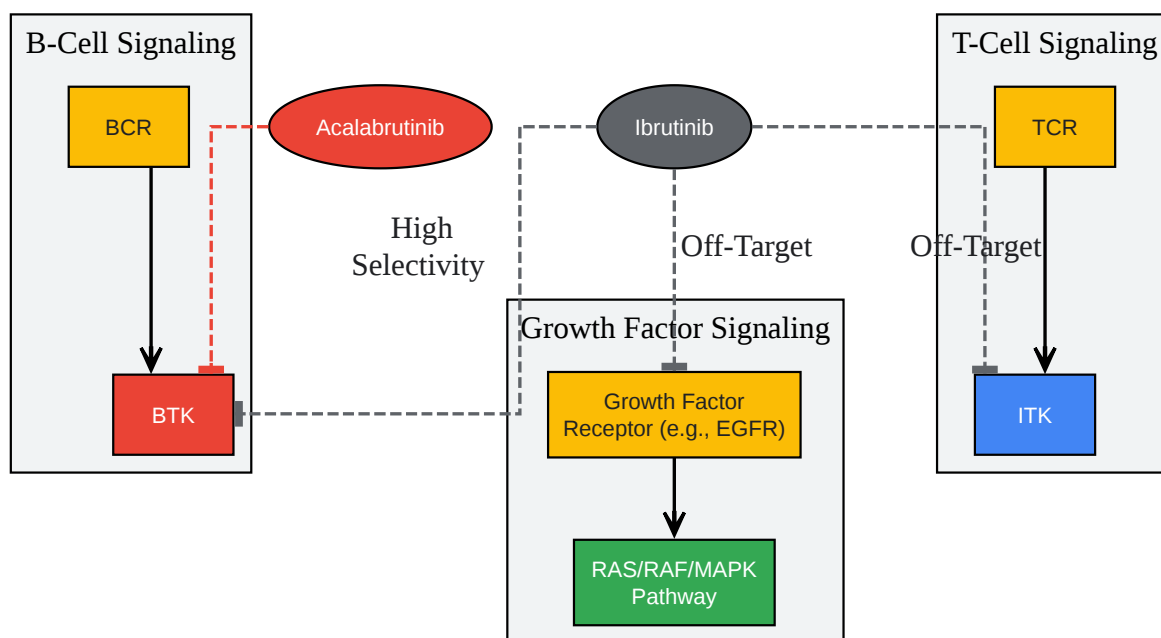 B-Cell Signaling
T-Cell Signaling
BCR
Acalabrutinib
Ibrutinib
TCR
High
Selectivity
Off-Target
Off-Target
Growth Factor Signaling
BTK
Growth Factor
Receptor (e.g., EGFR)
ITK
RAS/RAF/MAPK
Pathway